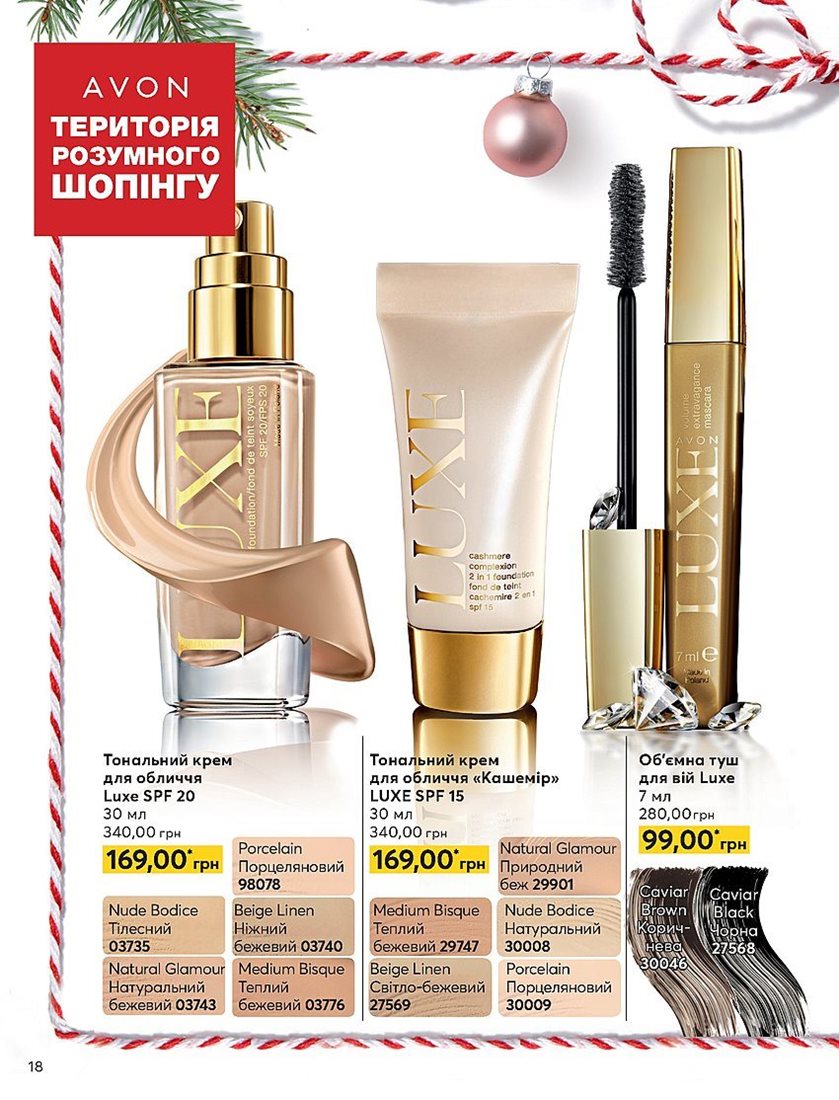 AVON
ТЕРИТОРІЯ
РОЗУМНОГО
ШОПІНГУ
LUXE
foundation/fond de teint soyeux
SPF 20/FPS 20
LUXE
cashmere
complexion
2 in 1 foundation
fond de teint
cachemire 2 en 1
spf 15
volume
extravagance
mascara
AVON
LUXE
7 ml e
Made in
Poland
Тональний крем
для обличчя
Luxe SPF 20
30 мл
340,00 грн
169,00* грн
Porcelain
Порцеляновий
98078
Nude Bodice
Тілесний
03735
Beige Linen
Ніжний
бежевий 03740
Natural Glamour
Натуральний
бежевий 03743
Medium Bisque
Теплий
бежевий 03776
Тональний крем
для обличчя «Кашемір»
LUXE SPF 15
30 мл
340,00 грн
169,00* грн
Natural Glamour
Природний
беж 29901
Medium Bisque
Теплий
бежевий 29747
Nude Bodice
Натуральний
30008
Beige Linen
Світло-бежевий
27569
Porcelain
Порцеляновий
30009
Об'ємна туш
для вій Luxe
7 мл
280,00 грн
99,00* грн
Caviar
Brown
Корич-
нева
30046
Caviar
Black
Чорна
27568
18